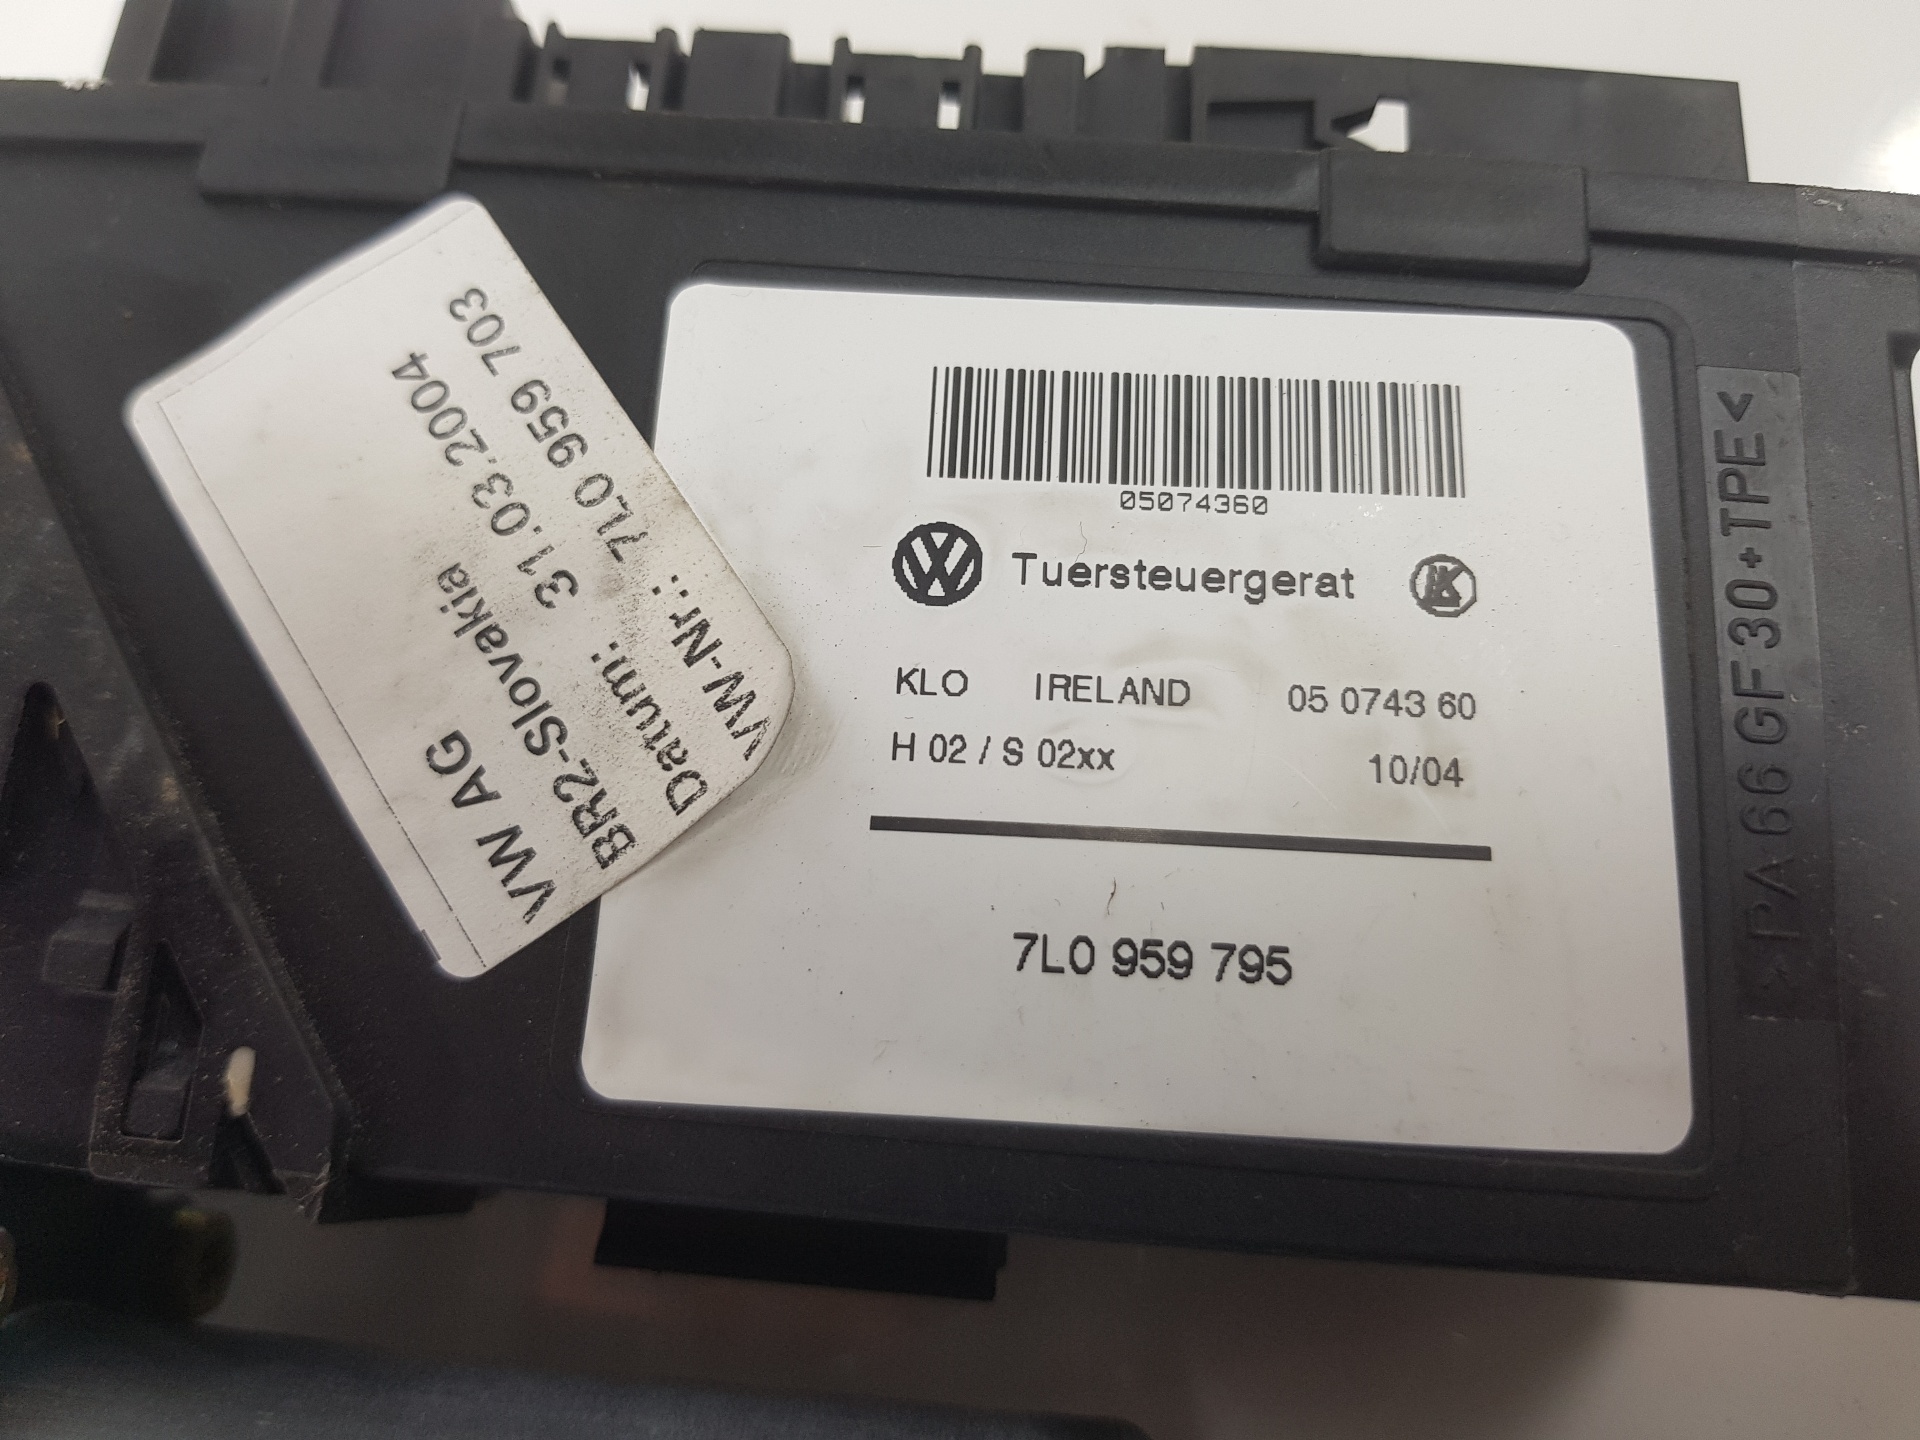 VW AG
BR2-Slovakia
Datum: 31.03.2004
VW-Nr.: 7L0 959 703
05074360
Tuersteuergerat
KLO IRELAND 05 0743 60
H 02 / S 02xx 10/04
7L0 959 795
>PA 66 GF30+TPE<